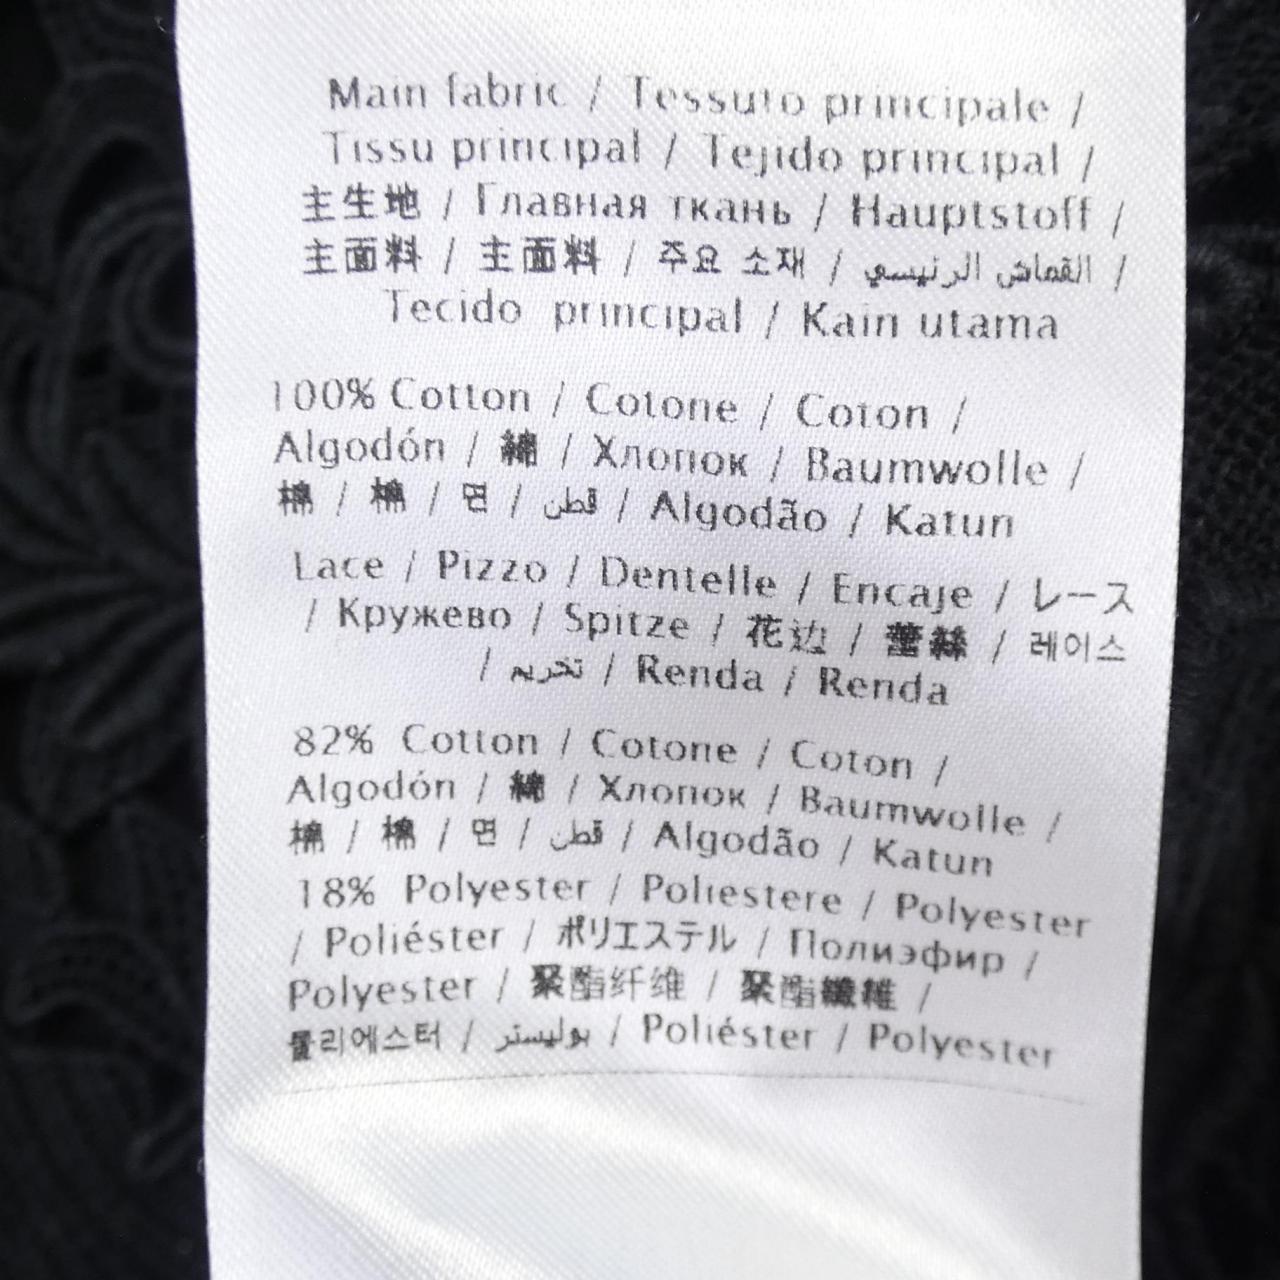 Main fabric / Tessuto principale /
Tissu principal / Tejido principal /
主生地 / Главная ткань / Hauptstoff /
主面料 / 主面料 / 주요 소재 / القماش الرئيسي /
Tecido principal / Kain utama
100% Cotton / Cotone / Coton /
Algodón / 綿 / Хлопок / Baumwolle /
棉 / 棉 / 면 / قطن / Algodão / Katun
Lace / Pizzo / Dentelle / Encaje / レース
/ Кружево / Spitze / 花边 / 蕾絲 / 레이스
/ تخريم / Renda / Renda
82% Cotton / Cotone / Coton /
Algodón / 綿 / Хлопок / Baumwolle /
棉 / 棉 / 면 / قطن / Algodão / Katun
18% Polyester / Poliestere / Polyester
/ Poliéster / ポリエステル / Полиэфир /
Polyester / 聚酯纤维 / 聚酯纖維 /
폴리에스터 / بوليستر / Poliéster / Polyester